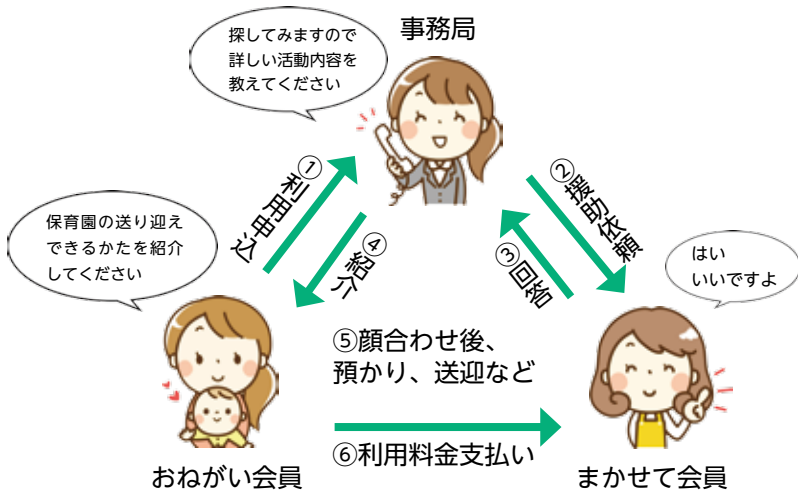 事務局
探してみますので
詳しい活動内容を
教えてください
①利用申込
②援助依頼
③回答
④紹介
保育園の送り迎え
できるかたを紹介
してください
はい
いいですよ
⑤顔合わせ後、
預かり、送迎など
⑥利用料金支払い
おねがい会員
まかせて会員